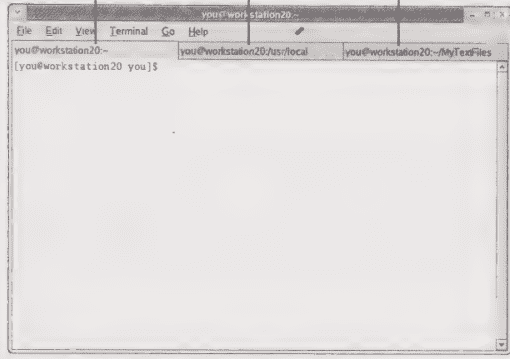 you@workstation20:~
File Edit View Terminal Go Help
you@workstation20:~ you@workstation20:/usr/local you@workstation20:~/MyTextFiles
[you@workstation20 you]$